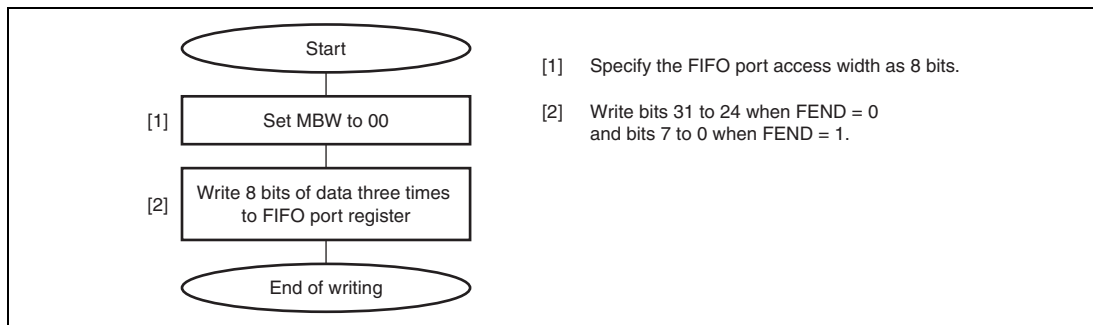 Start
[1] Set MBW to 00
[2] Write 8 bits of data three times
to FIFO port register
End of writing
[1] Specify the FIFO port access width as 8 bits.
[2] Write bits 31 to 24 when FEND = 0
and bits 7 to 0 when FEND = 1.